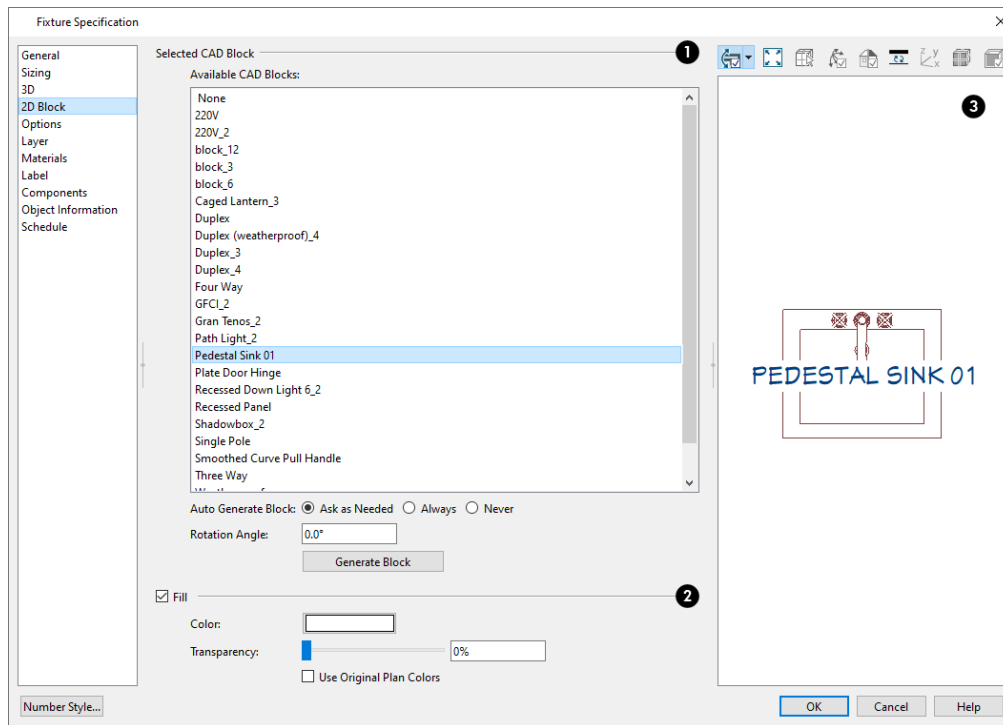 Fixture Specification
General
Sizing
3D
2D Block
Options
Layer
Materials
Label
Components
Object Information
Schedule
Number Style...
Selected CAD Block
1
Available CAD Blocks:
None
220V
220V_2
block_12
block_3
block_6
Caged Lantern_3
Duplex
Duplex (weatherproof)_4
Duplex_3
Duplex_4
Four Way
GFCI_2
Gran Tenos_2
Path Light_2
Pedestal Sink 01
Plate Door Hinge
Recessed Down Light 6_2
Recessed Panel
Shadowbox_2
Single Pole
Smoothed Curve Pull Handle
Three Way
Auto Generate Block: Ask as Needed Always Never
Rotation Angle: 0.0°
Generate Block
Fill
2
Color:
Transparency: 0%
Use Original Plan Colors
3
PEDESTAL SINK 01
OK Cancel Help